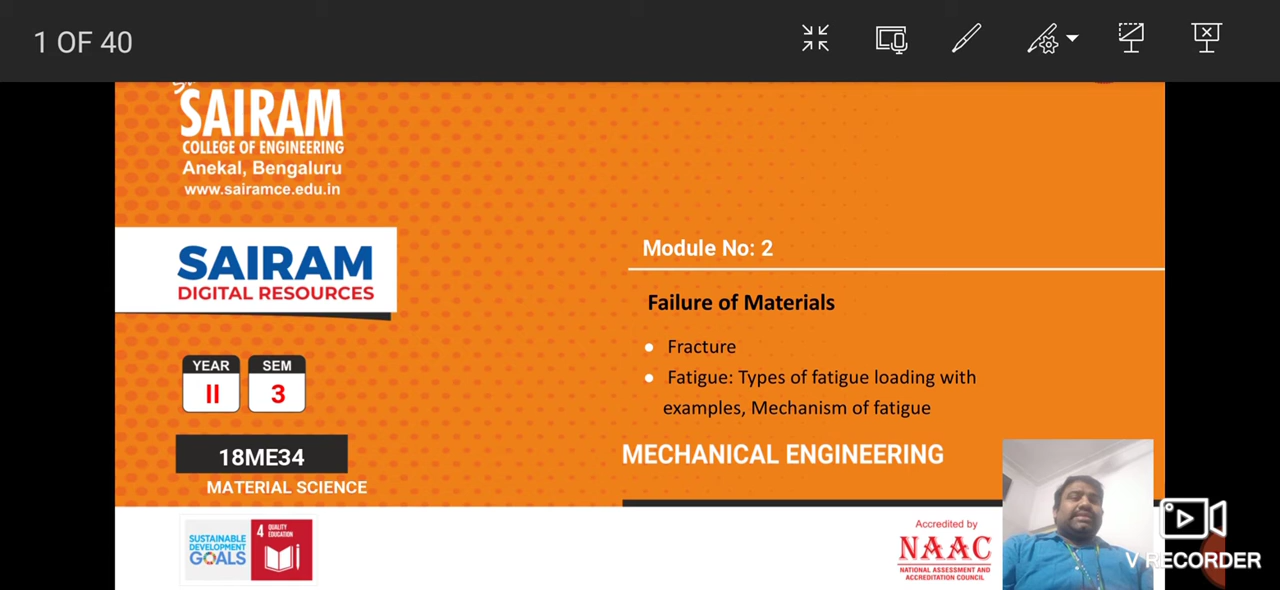 1 OF 40
SAIRAM
COLLEGE OF ENGINEERING
Anekal, Bengaluru
www.sairamce.edu.in
SAIRAM
DIGITAL RESOURCES
Module No: 2
Failure of Materials
Fracture
Fatigue: Types of fatigue loading with
examples, Mechanism of fatigue
YEAR
SEM
II
3
MECHANICAL ENGINEERING
18ME34
MATERIAL SCIENCE
SUSTAINABLE
DEVELOPMENT
GOALS
4 QUALITY
EDUCATION
Accredited by
NAAC
NATIONAL ASSESSMENT AND
ACCREDITATION COUNCIL
V RECORDER